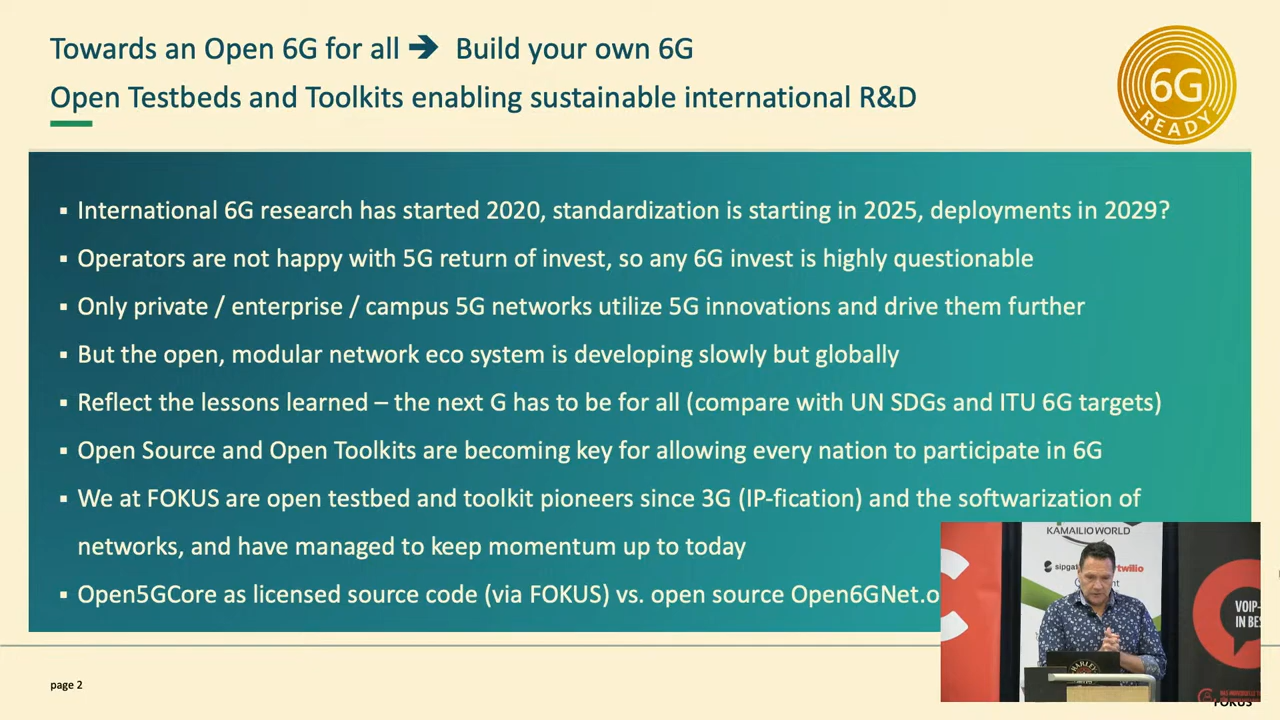 Towards an Open 6G for all ➔ Build your own 6G
Open Testbeds and Toolkits enabling sustainable international R&D
6G
READY
▪ International 6G research has started 2020, standardization is starting in 2025, deployments in 2029?
▪ Operators are not happy with 5G return of invest, so any 6G invest is highly questionable
▪ Only private / enterprise / campus 5G networks utilize 5G innovations and drive them further
▪ But the open, modular network eco system is developing slowly but globally
▪ Reflect the lessons learned – the next G has to be for all (compare with UN SDGs and ITU 6G targets)
▪ Open Source and Open Toolkits are becoming key for allowing every nation to participate in 6G
▪ We at FOKUS are open testbed and toolkit pioneers since 3G (IP-fication) and the softwarization of
networks, and have managed to keep momentum up to today
▪ Open5GCore as licensed source code (via FOKUS) vs. open source Open6GNet.o
KAMAILIO WORLD
sipgat
twilio
VOIP-
IN BES
page 2
FOKUS